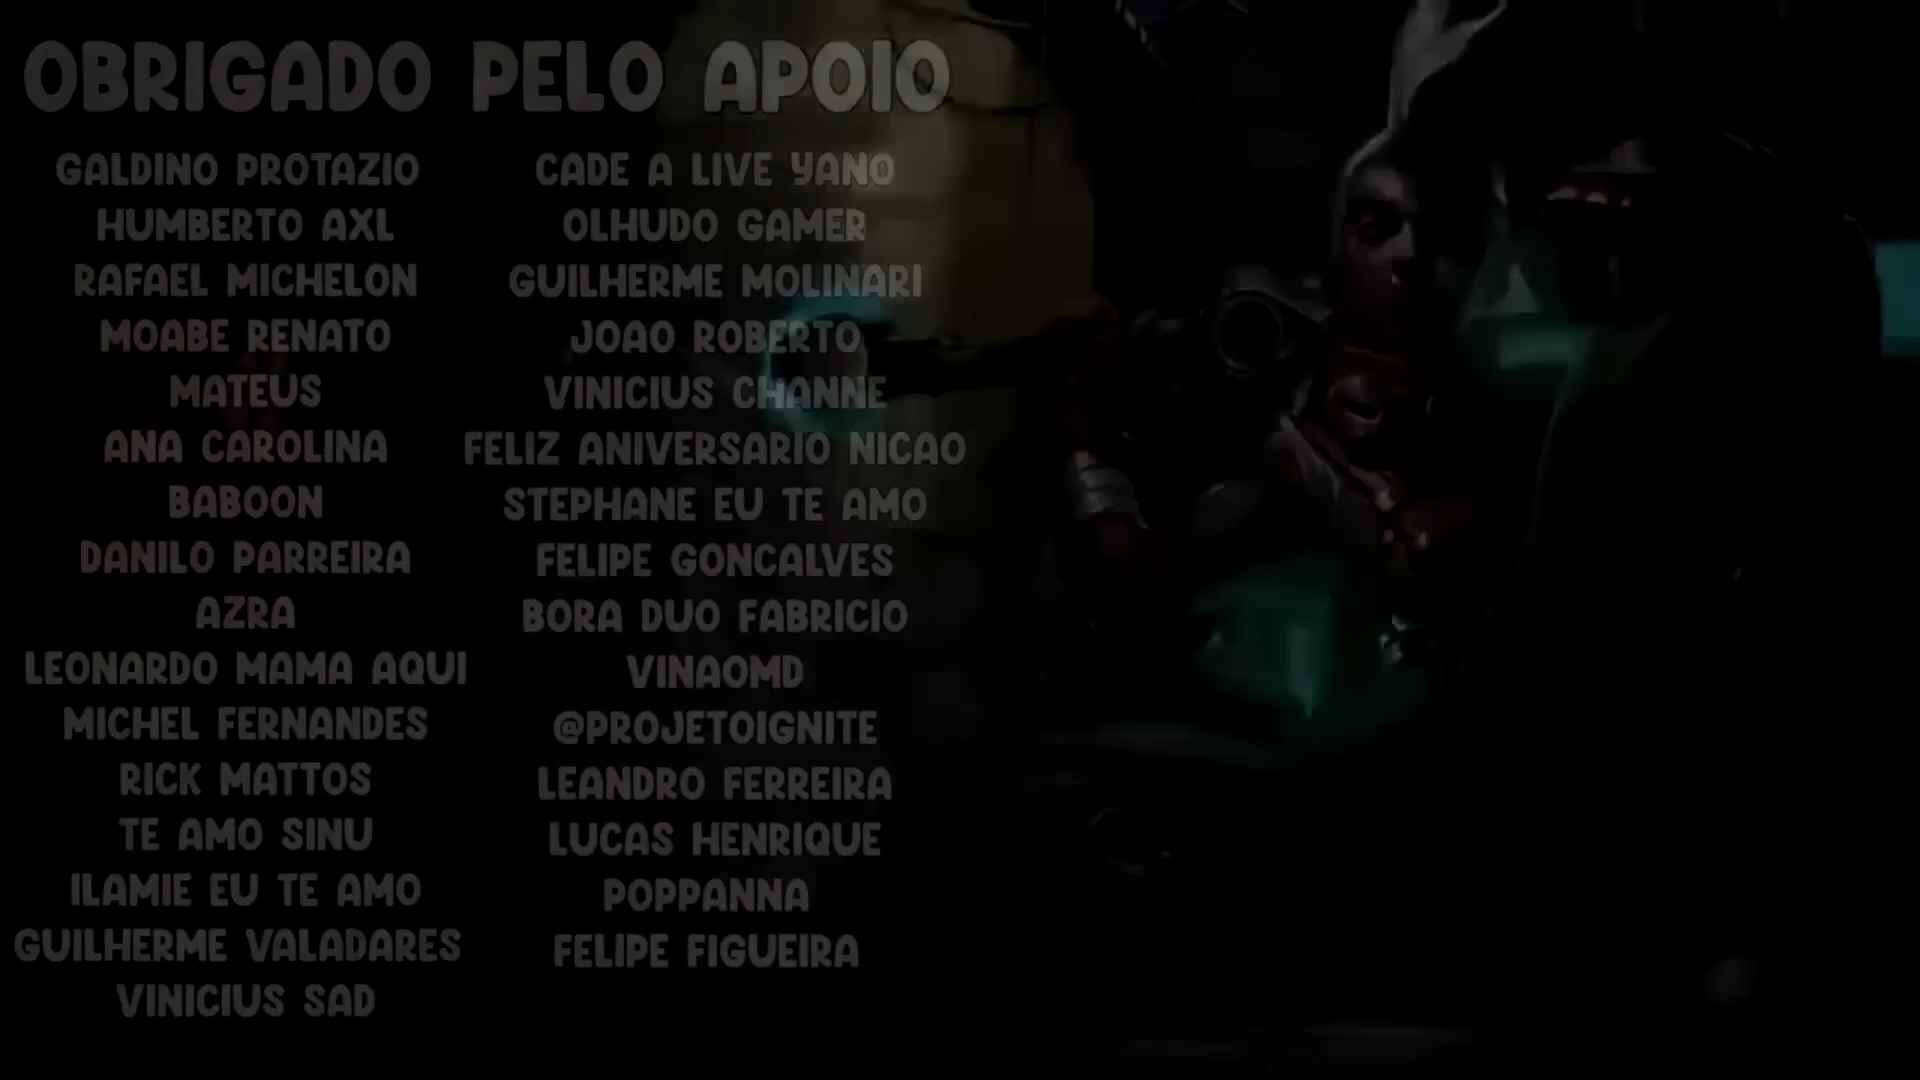 OBRIGADO PELO APOIO
GALDINO PROTAZIO
HUMBERTO AXL
RAFAEL MICHELON
MOABE RENATO
MATEUS
ANA CAROLINA
BABOON
DANILO PARREIRA
AZRA
LEONARDO MAMA AQUI
MICHEL FERNANDES
RICK MATTOS
TE AMO SINU
ILAMIE EU TE AMO
GUILHERME VALADARES
VINICIUS SAD
CADE A LIVE YANO
OLHUDO GAMER
GUILHERME MOLINARI
JOAO ROBERTO
VINICIUS CHANNE
FELIZ ANIVERSARIO NICAO
STEPHANE EU TE AMO
FELIPE GONCALVES
BORA DUO FABRICIO
VINAOMD
@PROJETOIGNITE
LEANDRO FERREIRA
LUCAS HENRIQUE
POPPANNA
FELIPE FIGUEIRA